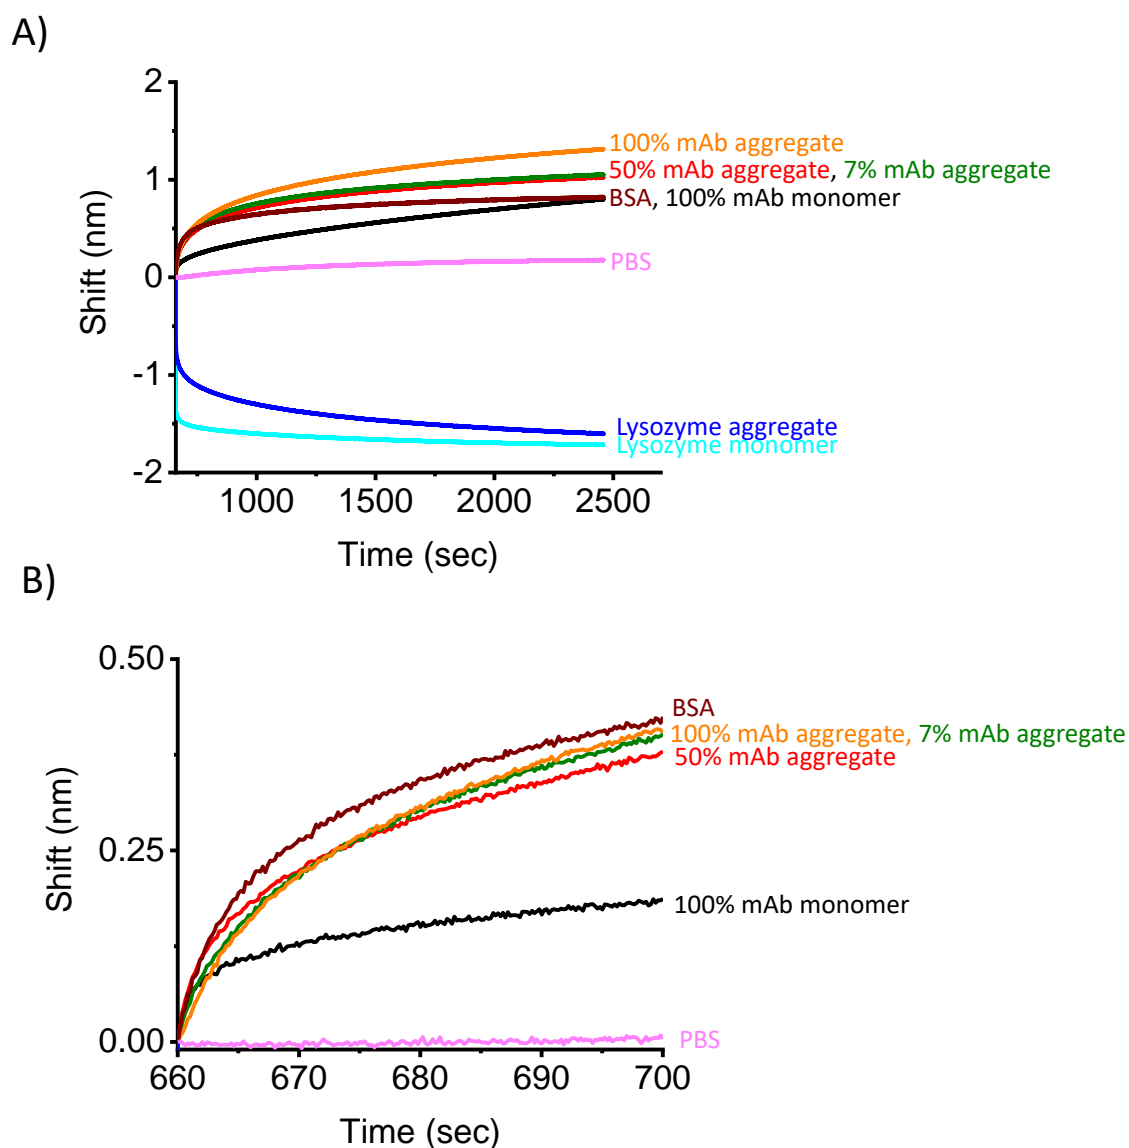 A)
2
1
0
-1
-2
Shift (nm)
100% mAb aggregate
50% mAb aggregate, 7% mAb aggregate
BSA, 100% mAb monomer
PBS
Lysozyme aggregate
Lysozyme monomer
1000 1500 2000 2500
Time (sec)
B)
0.50
0.25
0.00
Shift (nm)
BSA
100% mAb aggregate, 7% mAb aggregate
50% mAb aggregate
100% mAb monomer
PBS
660 670 680 690 700
Time (sec)